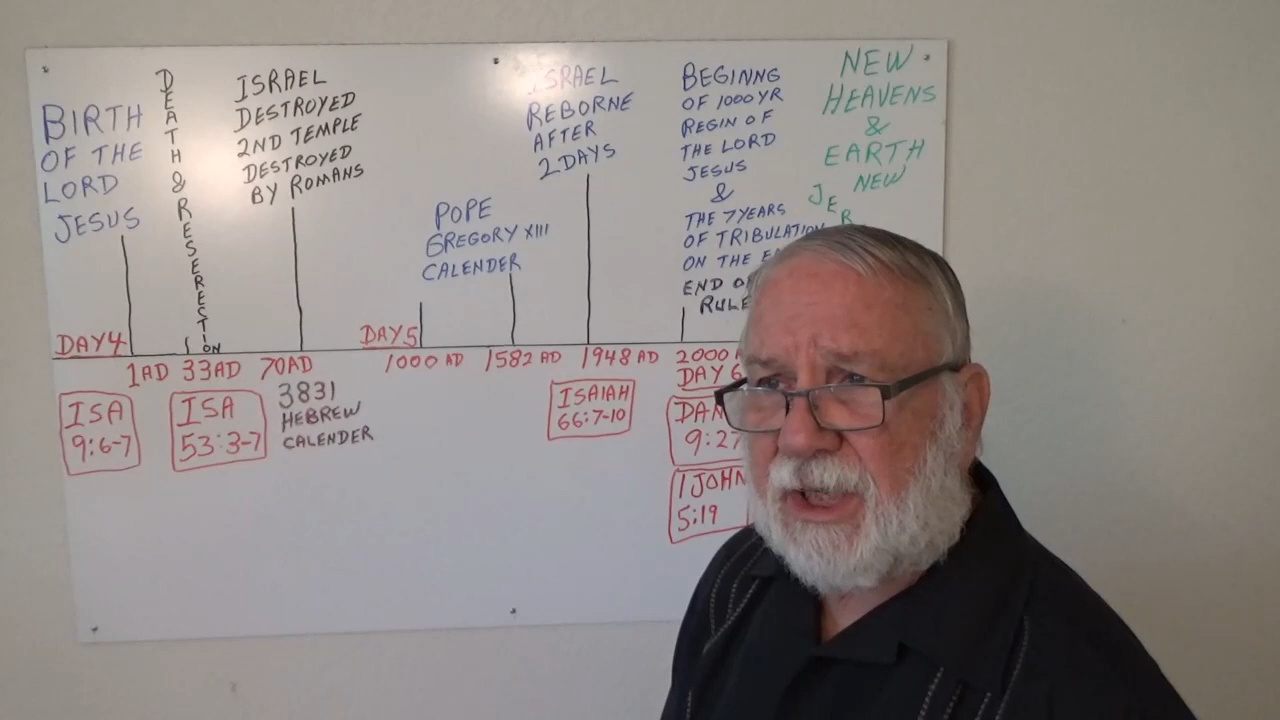 BIRTH
OF THE
LORD
JESUS
DEATH & RESERECTION
ISRAEL
DESTROYED
2ND TEMPLE
DESTROYED
BY ROMANS
POPE
GREGORY XIII
CALENDER
ISRAEL
REBORNE
AFTER
2 DAYS
BEGINNG
OF 1000 YR
REGIN OF
THE LORD
JESUS
&
THE 7 YEARS
OF TRIBULATION
ON THE
END
RULE
NEW
HEAVENS
&
EARTH
NEW
JER
DAY 4
DAY 5
1 AD 33 AD 70 AD 1000 AD 1582 AD 1948 AD 2000
DAY 6
ISA
9:6-7
ISA
53:3-7
3831
HEBREW
CALENDER
ISAIAH
66:7-10
DAN
9:27
1 JOHN
5:19